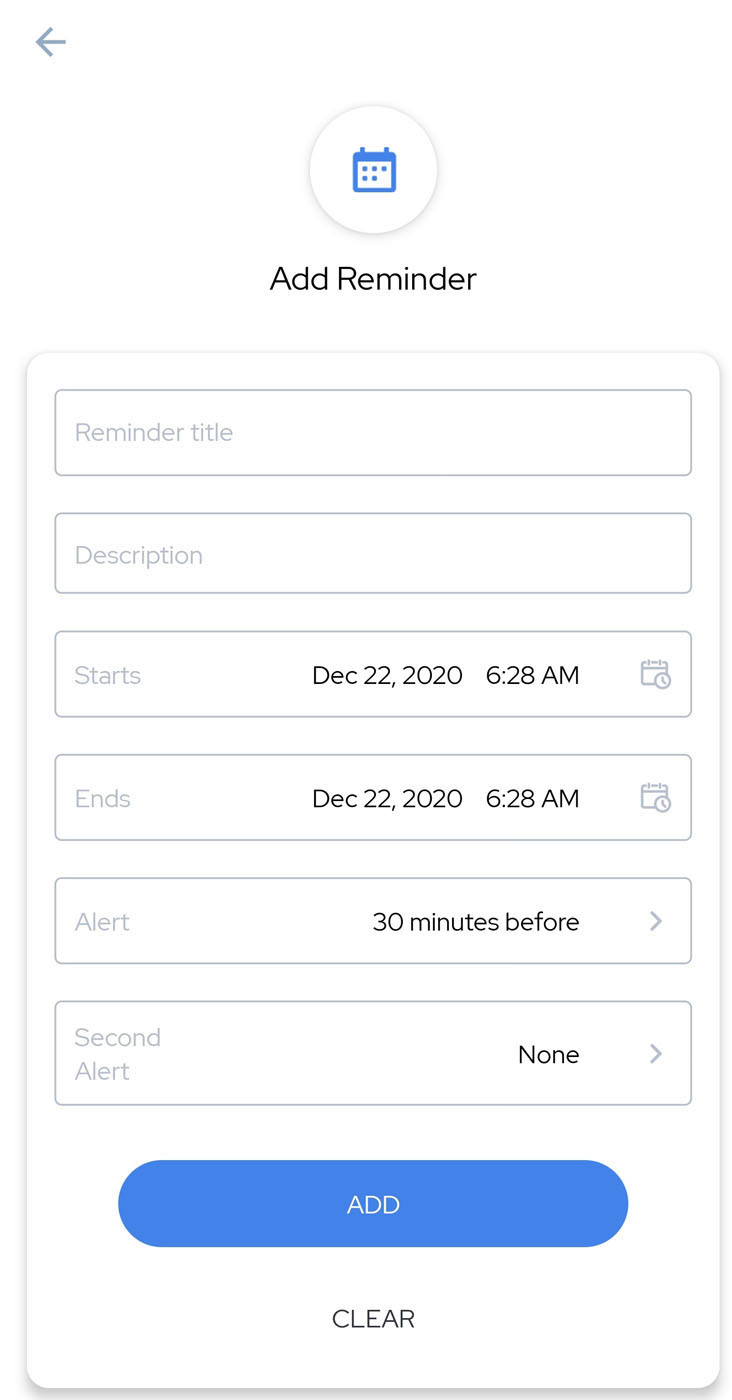 Add Reminder
Reminder title
Description
Starts Dec 22, 2020 6:28 AM
Ends Dec 22, 2020 6:28 AM
Alert 30 minutes before
Second
Alert
None
ADD
CLEAR